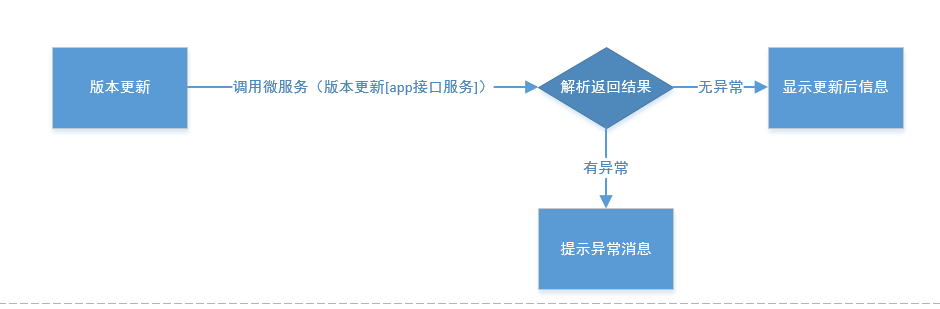 版本更新
调用微服务（版本更新[app接口服务]）
解析返回结果
无异常
显示更新后信息
有异常
提示异常消息